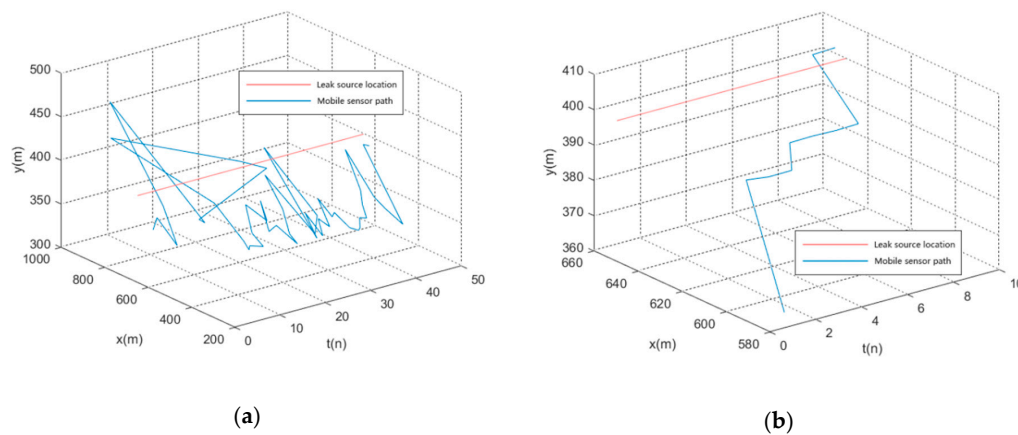 500
450
400
350
300
1000
800
600
400
200
0
10
20
30
40
50
y(m)
x(m)
t(n)
Leak source location
Mobile sensor path
(a)
410
400
390
380
370
360
660
640
620
600
580
0
2
4
6
8
10
y(m)
x(m)
t(n)
Leak source location
Mobile sensor path
(b)